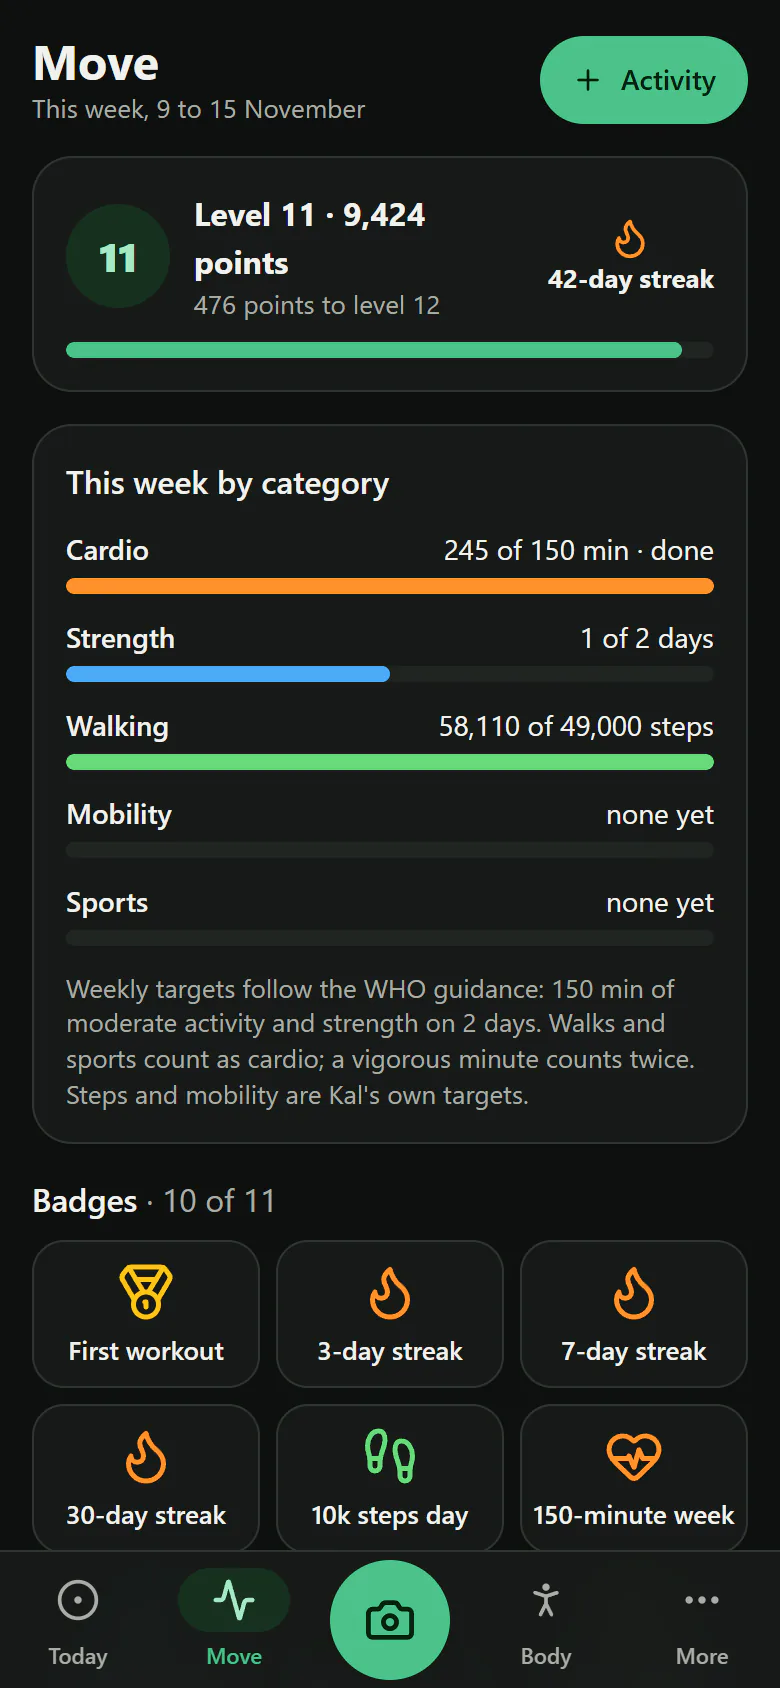 Move
This week, 9 to 15 November
Activity
11
Level 11 · 9,424
points
476 points to level 12
42-day streak
This week by category
Cardio
245 of 150 min · done
Strength
1 of 2 days
Walking
58,110 of 49,000 steps
Mobility
none yet
Sports
none yet
Weekly targets follow the WHO guidance: 150 min of
moderate activity and strength on 2 days. Walks and
sports count as cardio; a vigorous minute counts twice.
Steps and mobility are Kal's own targets.
Badges · 10 of 11
First workout
3-day streak
7-day streak
30-day streak
10k steps day
150-minute week
Today
Move
Body
More